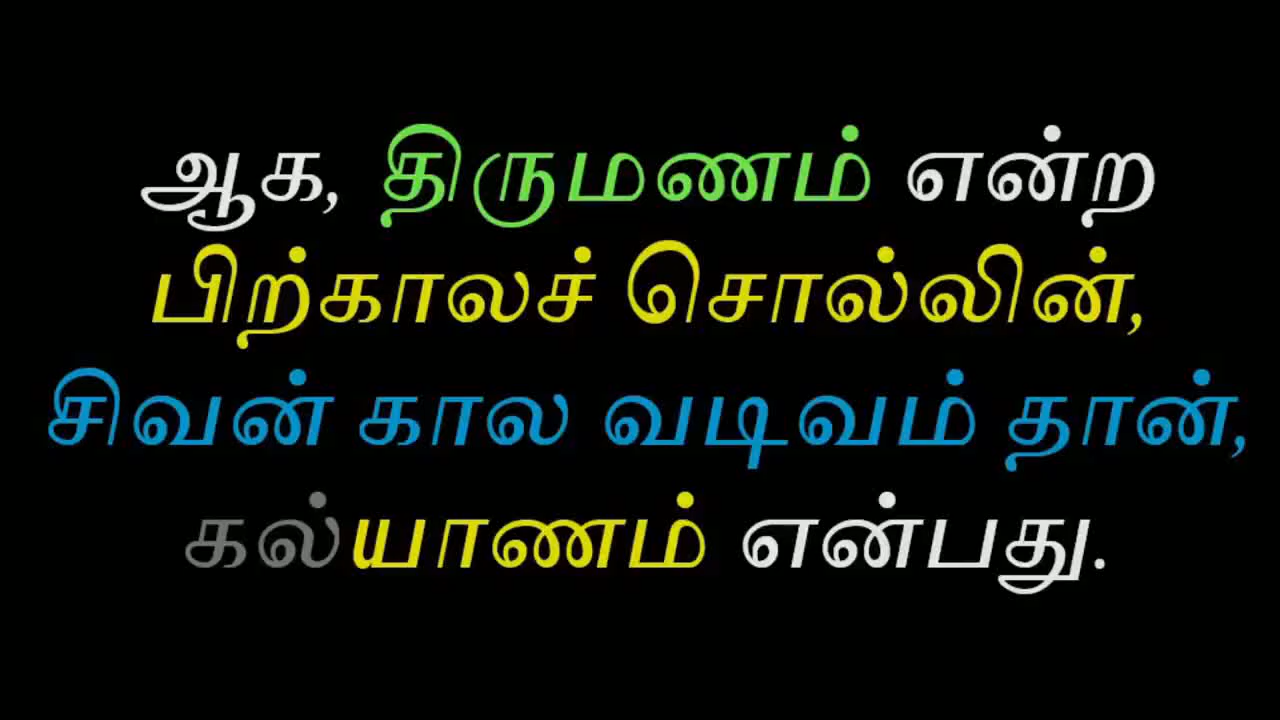 ஆக, திருமணம் என்ற
பிற்காலச் சொல்லின்,
சிவன் கால வடிவம் தான்,
கல்யாணம் என்பது.